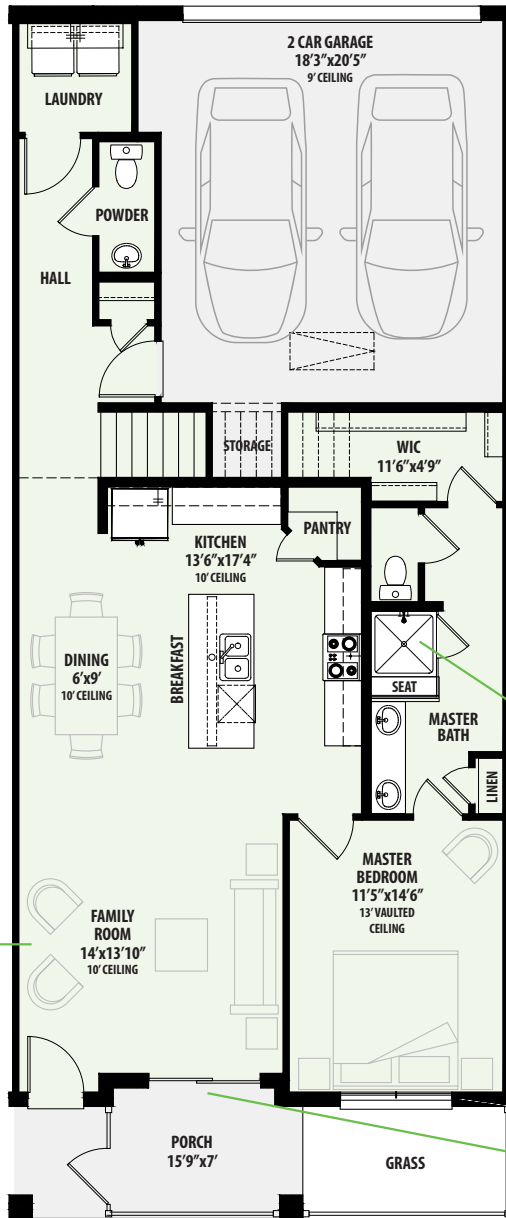 2 CAR GARAGE
18'3"x20'5"
9' CEILING
LAUNDRY
POWDER
HALL
STORAGE
WIC
11'6"x4'9"
PANTRY
KITCHEN
13'6"x17'4"
10' CEILING
BREAKFAST
DINING
6'x9'
10' CEILING
SEAT
MASTER
BATH
LINEN
MASTER
BEDROOM
11'5"x14'6"
13' VAULTED
CEILING
FAMILY
ROOM
14'x13'10"
10' CEILING
PORCH
15'9"x7'
GRASS